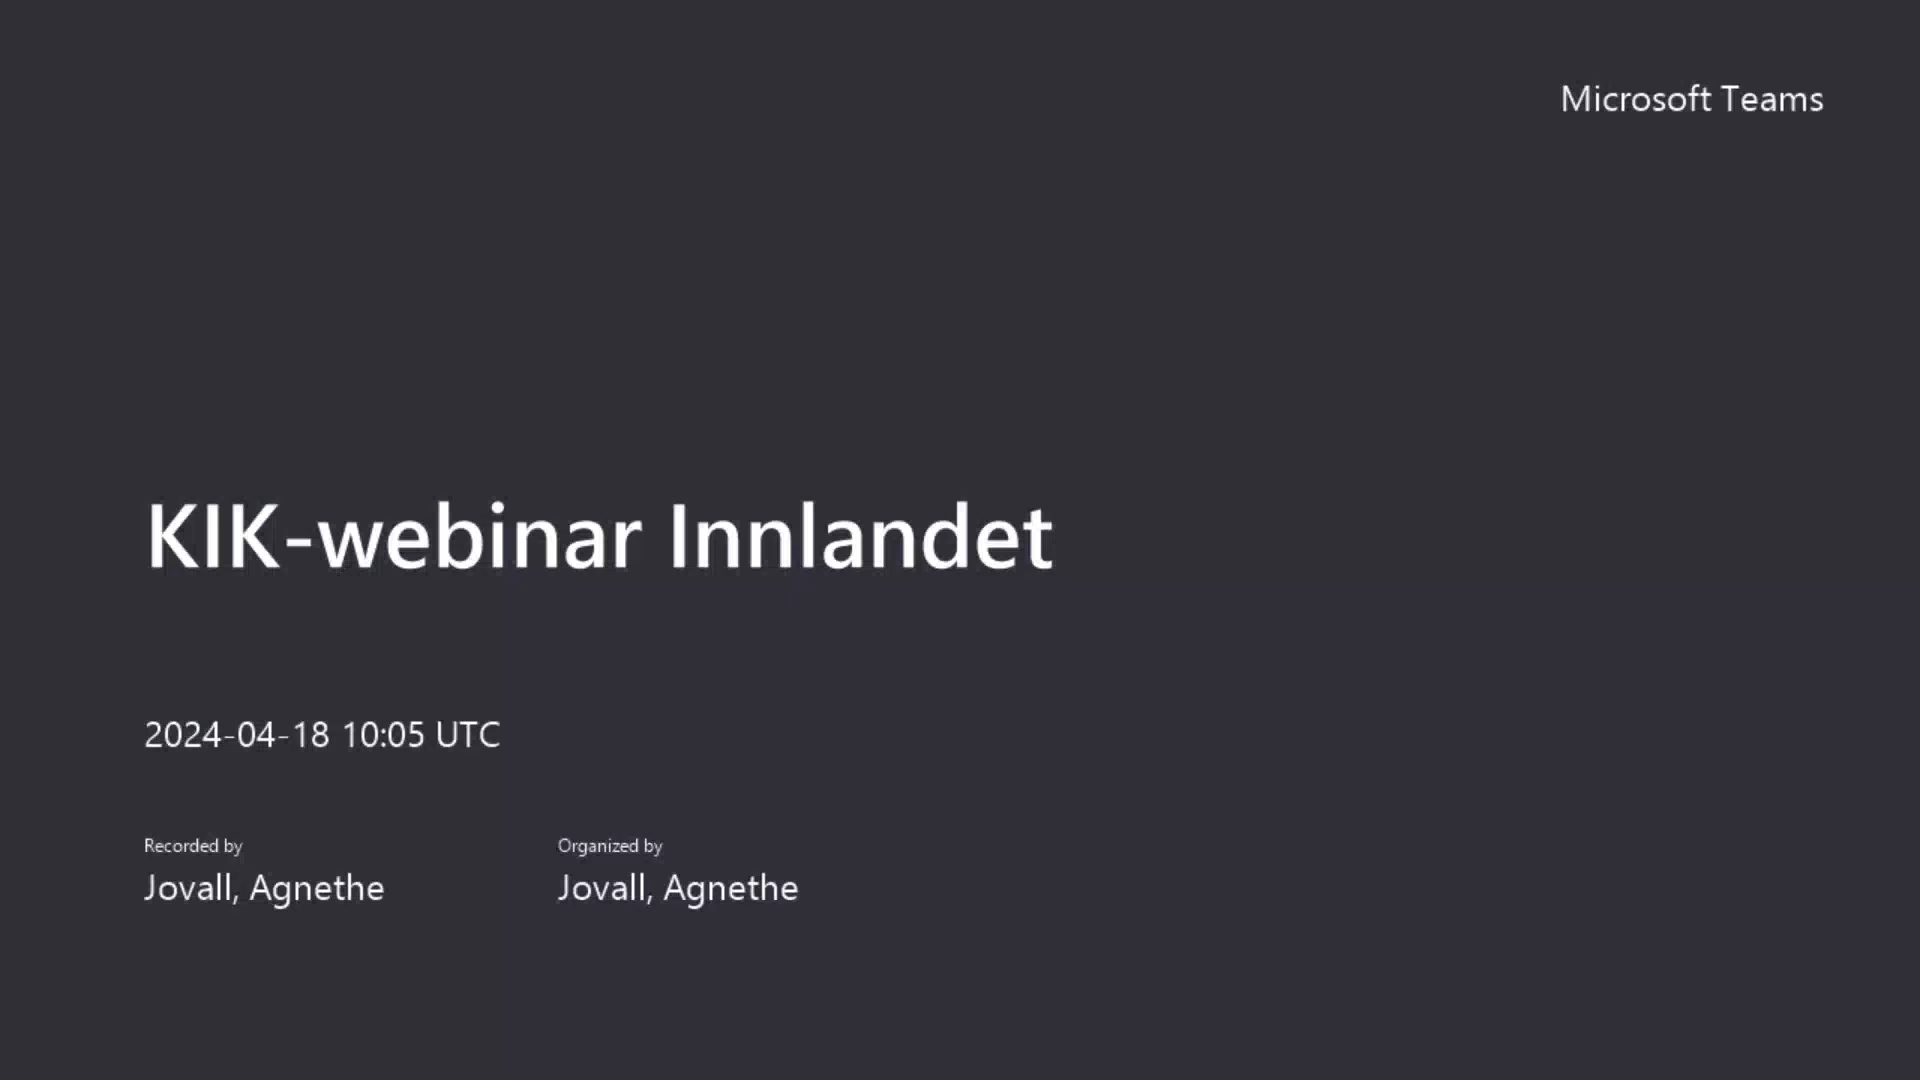 Microsoft Teams
KIK-webinar Innlandet
2024-04-18 10:05 UTC
Recorded by
Jovall, Agnethe
Organized by
Jovall, Agnethe